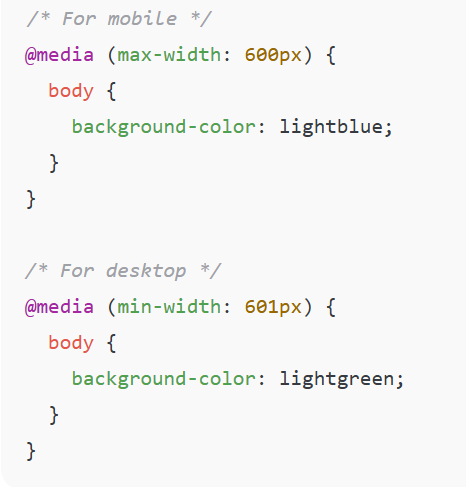 /* For mobile */
@media (max-width: 600px) {
  body {
    background-color: lightblue;
  }
}

/* For desktop */
@media (min-width: 601px) {
  body {
    background-color: lightgreen;
  }
}